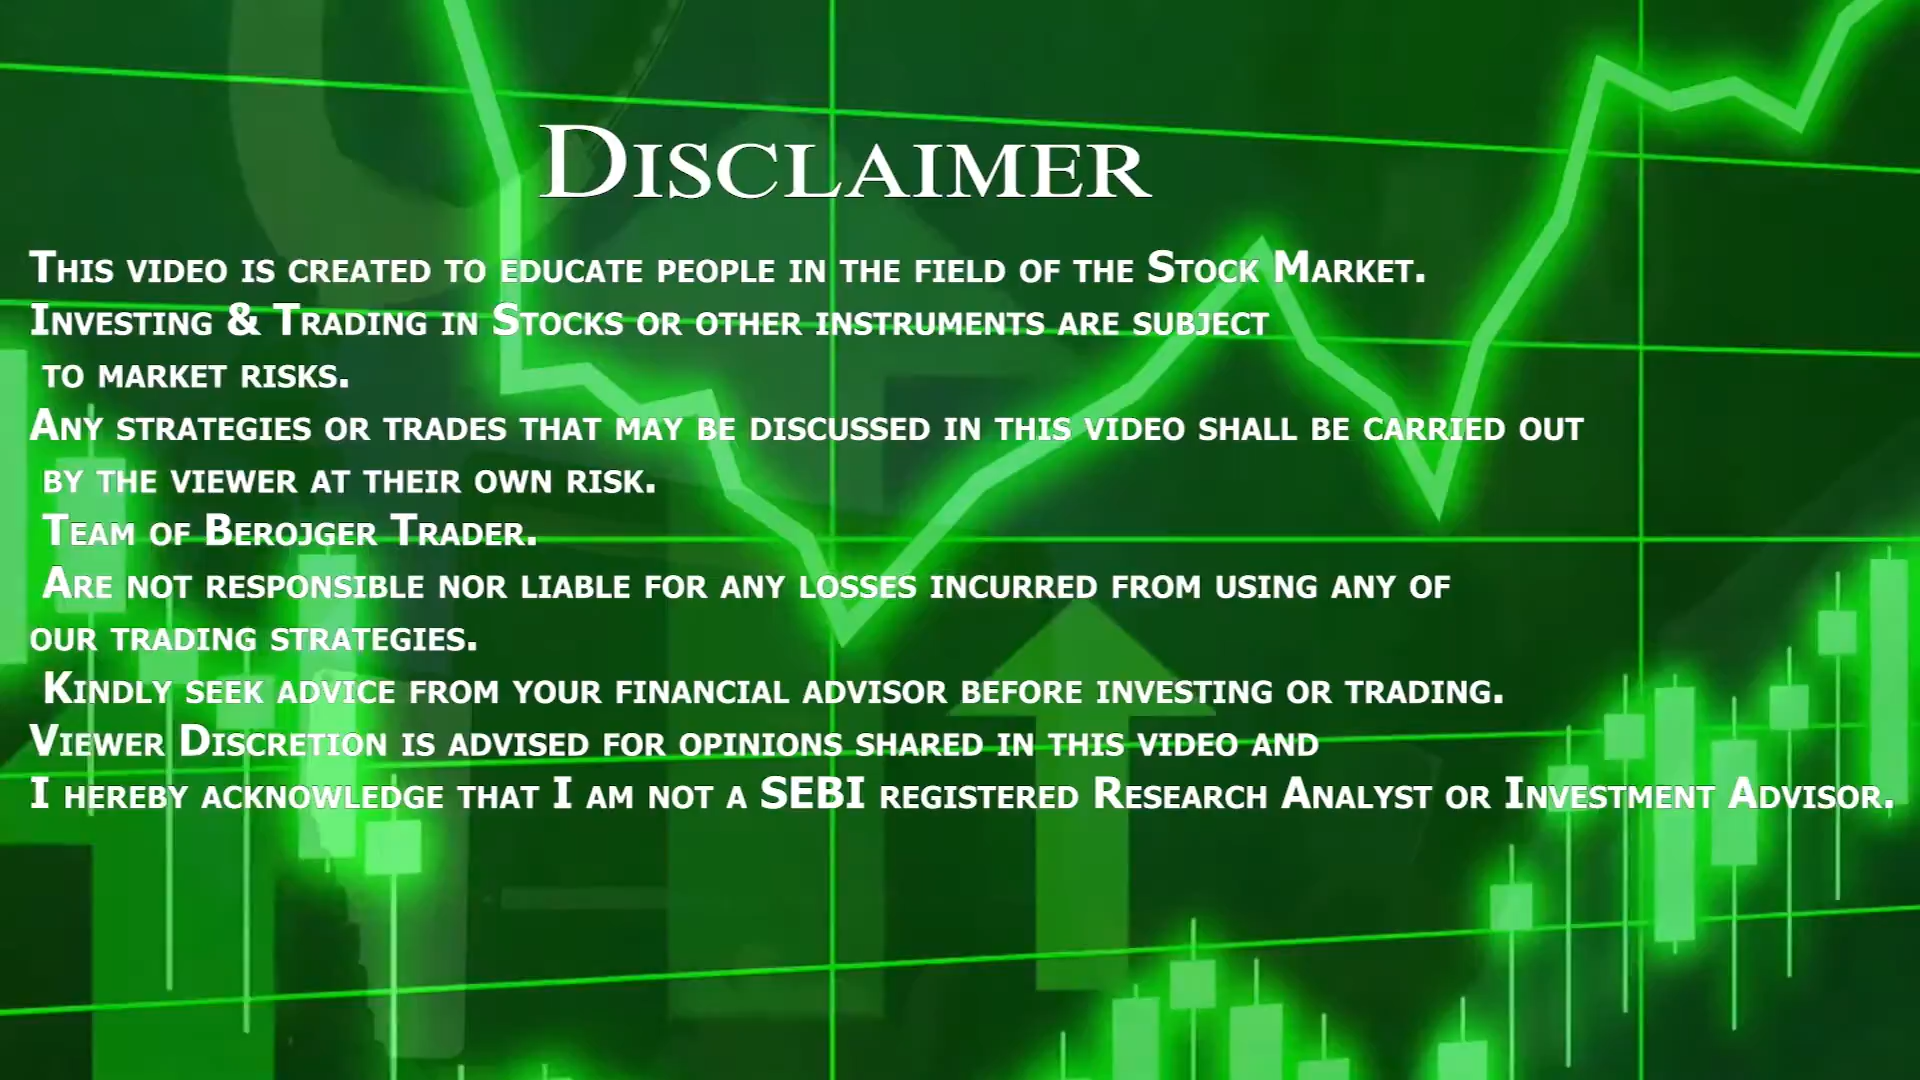 Disclaimer
This video is created to educate people in the field of the Stock Market.
Investing & Trading in Stocks or other instruments are subject
to market risks.
Any strategies or trades that may be discussed in this video shall be carried out
by the viewer at their own risk.
Team of Berojger Trader.
Are not responsible nor liable for any losses incurred from using any of
our trading strategies.
Kindly seek advice from your financial advisor before investing or trading.
Viewer Discretion is advised for opinions shared in this video and
I hereby acknowledge that I am not a SEBI registered Research Analyst or Investment Advisor.